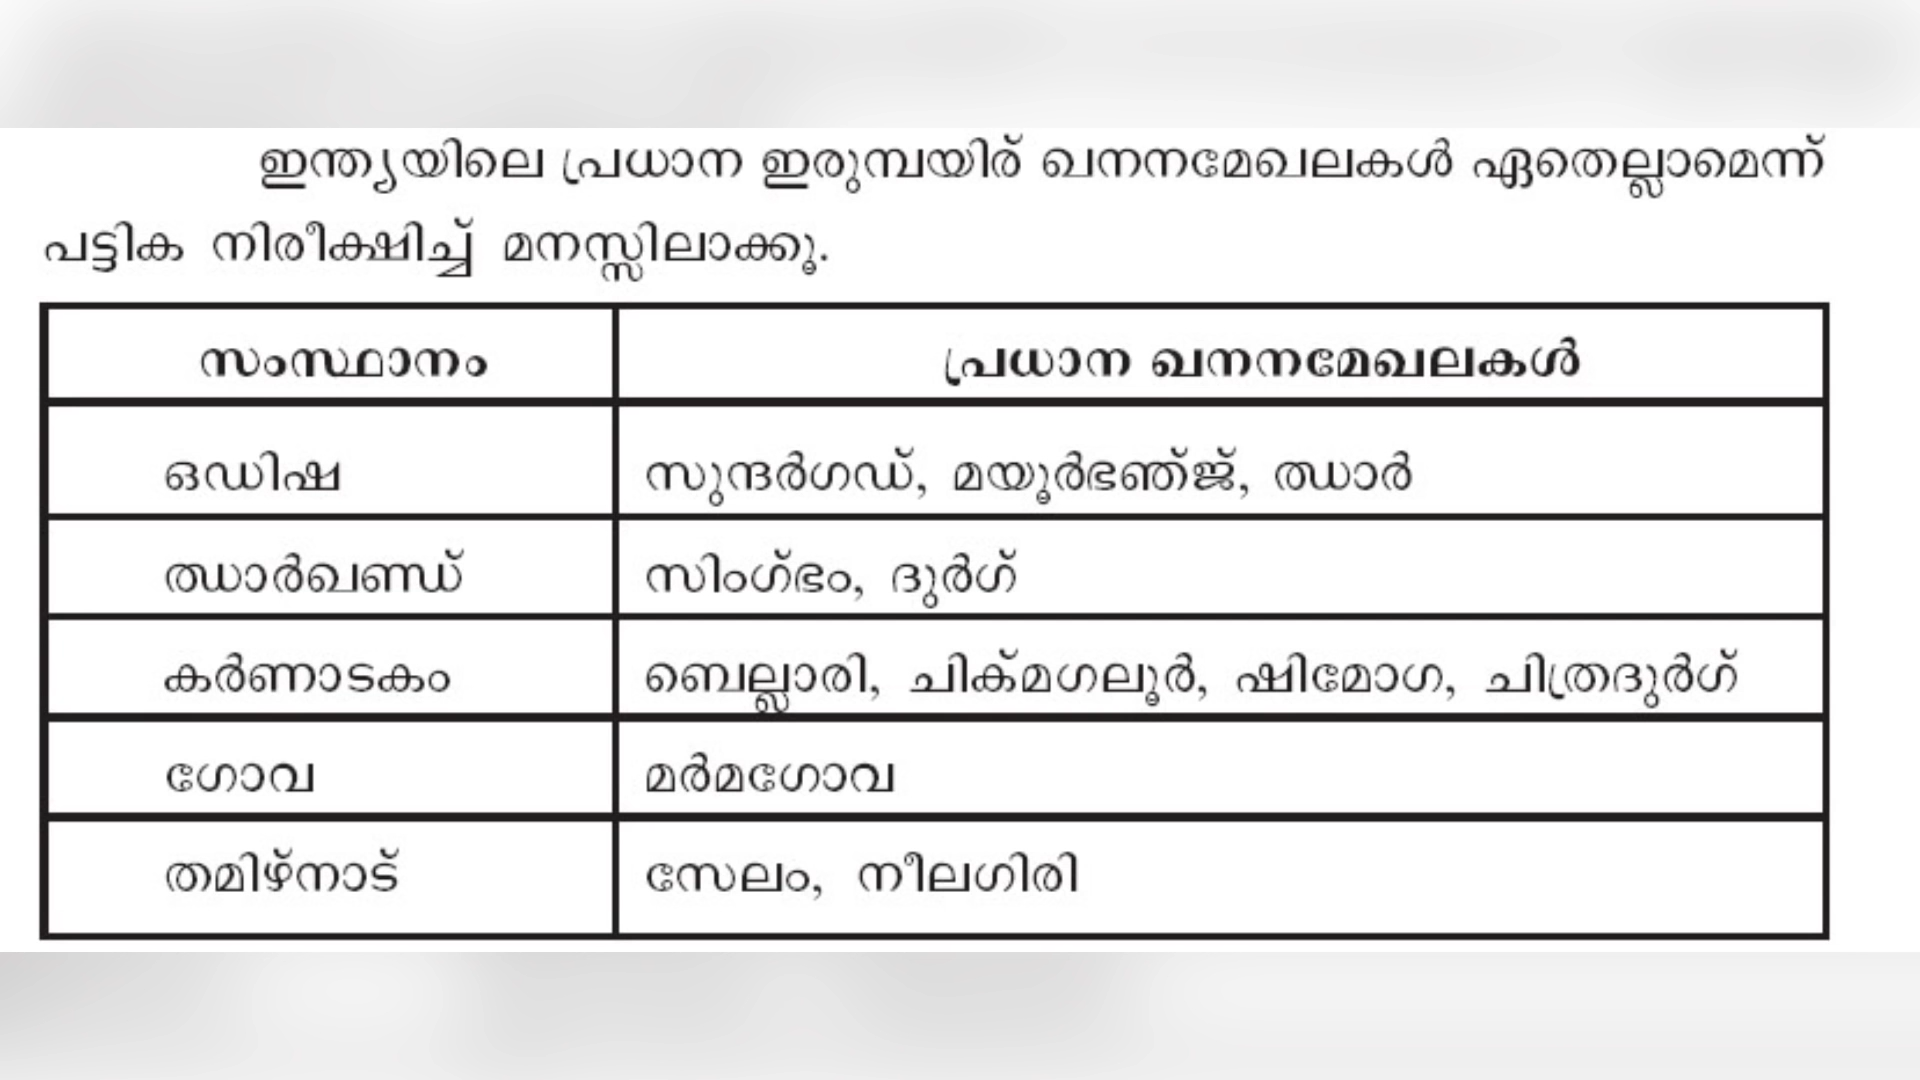 ഇന്ത്യയിലെ പ്രധാന ഇരുമ്പയിര് ഖനനമേഖലകൾ ഏതെല്ലാമെന്ന്
പട്ടിക നിരീക്ഷിച്ച് മനസ്സിലാക്കൂ.
സംസ്ഥാനം പ്രധാന ഖനനമേഖലകൾ
ഒഡിഷ സുന്ദർഗഡ്, മയൂർഭഞ്ജ്, ഝാർ
ഝാർഖണ്ഡ് സിംഗ്ഭം, ദുർഗ്
കർണാടകം ബെല്ലാരി, ചിക്മഗലൂർ, ഷിമോഗ, ചിത്രദുർഗ്
ഗോവ മർമഗോവ
തമിഴ്നാട് സേലം, നീലഗിരി